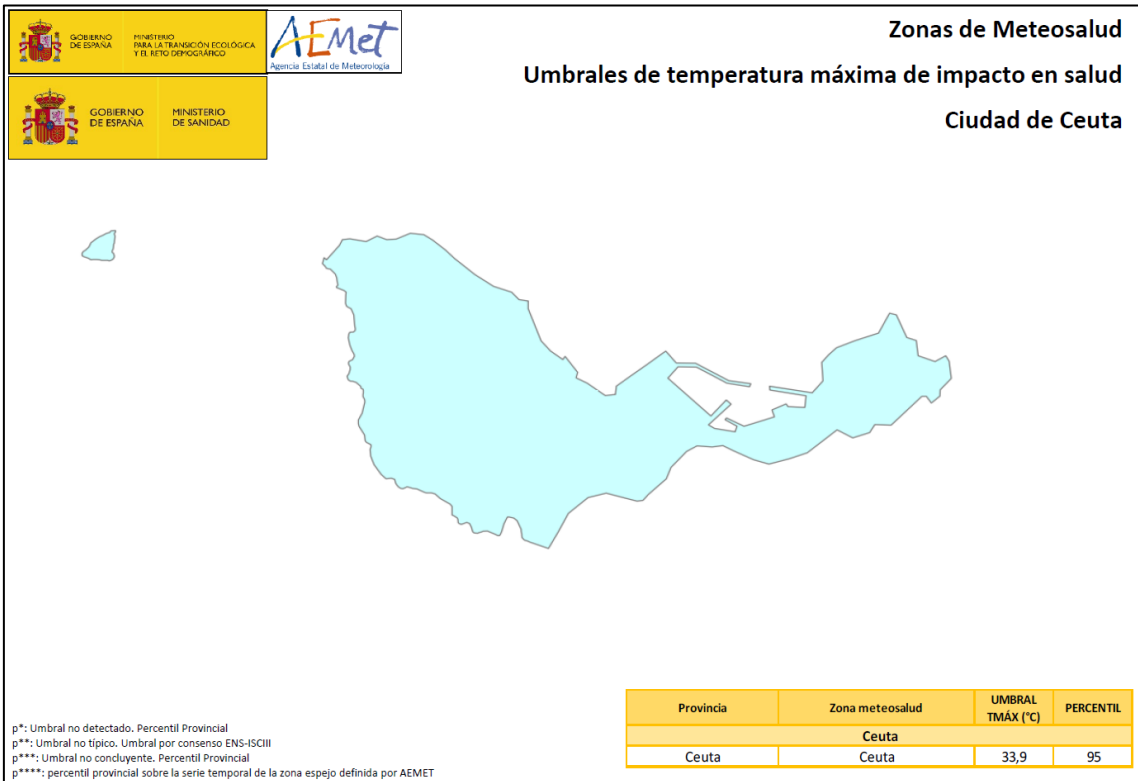 GOBIERNO
DE ESPAÑA
MINISTERIO
PARA LA TRANSICIÓN ECOLÓGICA
Y EL RETO DEMOGRÁFICO
AEMet
Agencia Estatal de Meteorología
GOBIERNO
DE ESPAÑA
MINISTERIO
DE SANIDAD
Zonas de Meteosalud
Umbrales de temperatura máxima de impacto en salud
Ciudad de Ceuta
p*: Umbral no detectado. Percentil Provincial
p**: Umbral no típico. Umbral por consenso ENS-ISCIII
p***: Umbral no concluyente. Percentil Provincial
p****: percentil provincial sobre la serie temporal de la zona espejo definida por AEMET
Provincia Zona meteosalud UMBRAL TMÁX (°C) PERCENTIL
Ceuta
Ceuta Ceuta 33,9 95